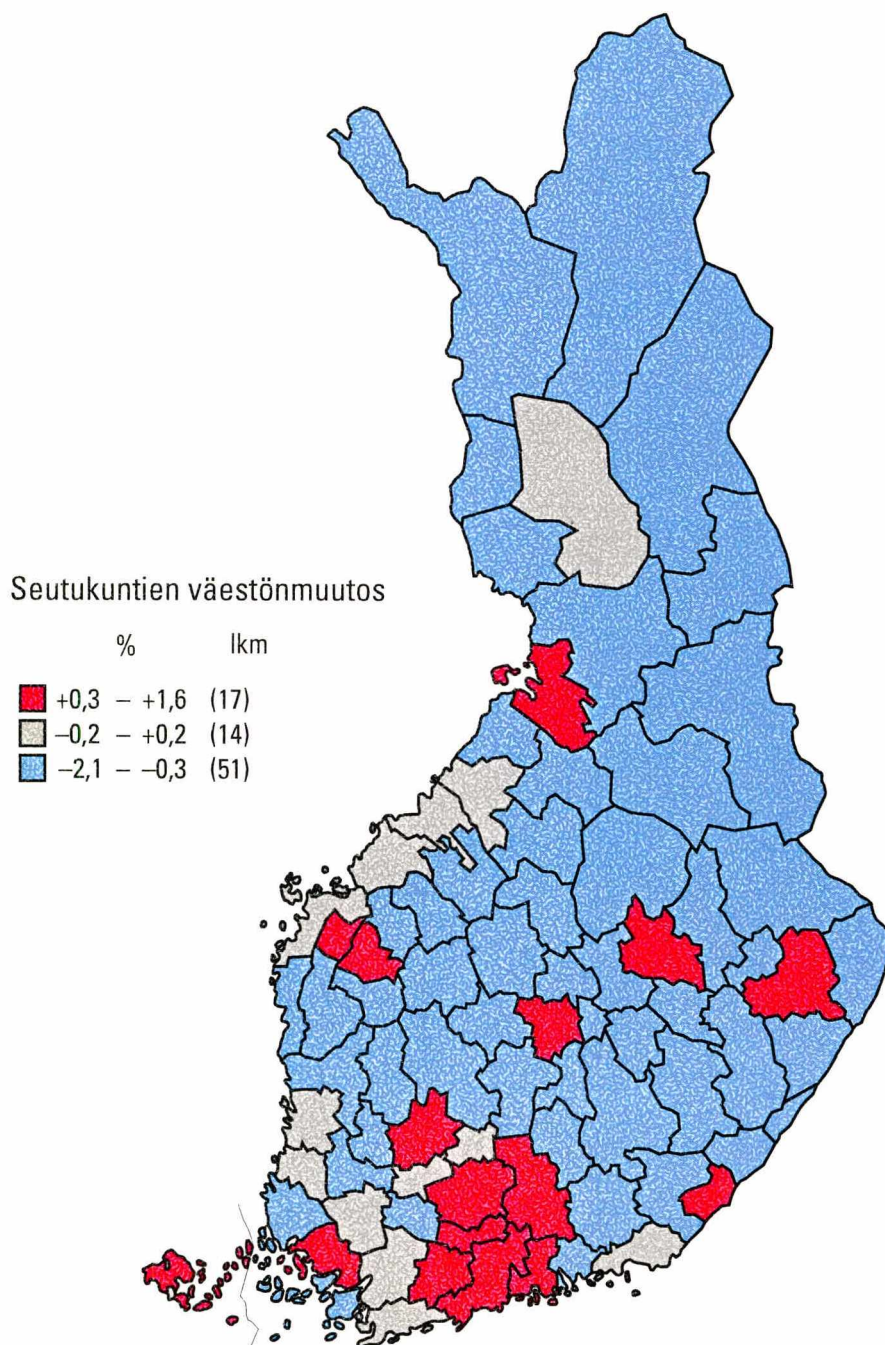 Seutukuntien väestönmuutos
% lkm
+0,3 – +1,6 (17)
–0,2 – +0,2 (14)
–2,1 – –0,3 (51)